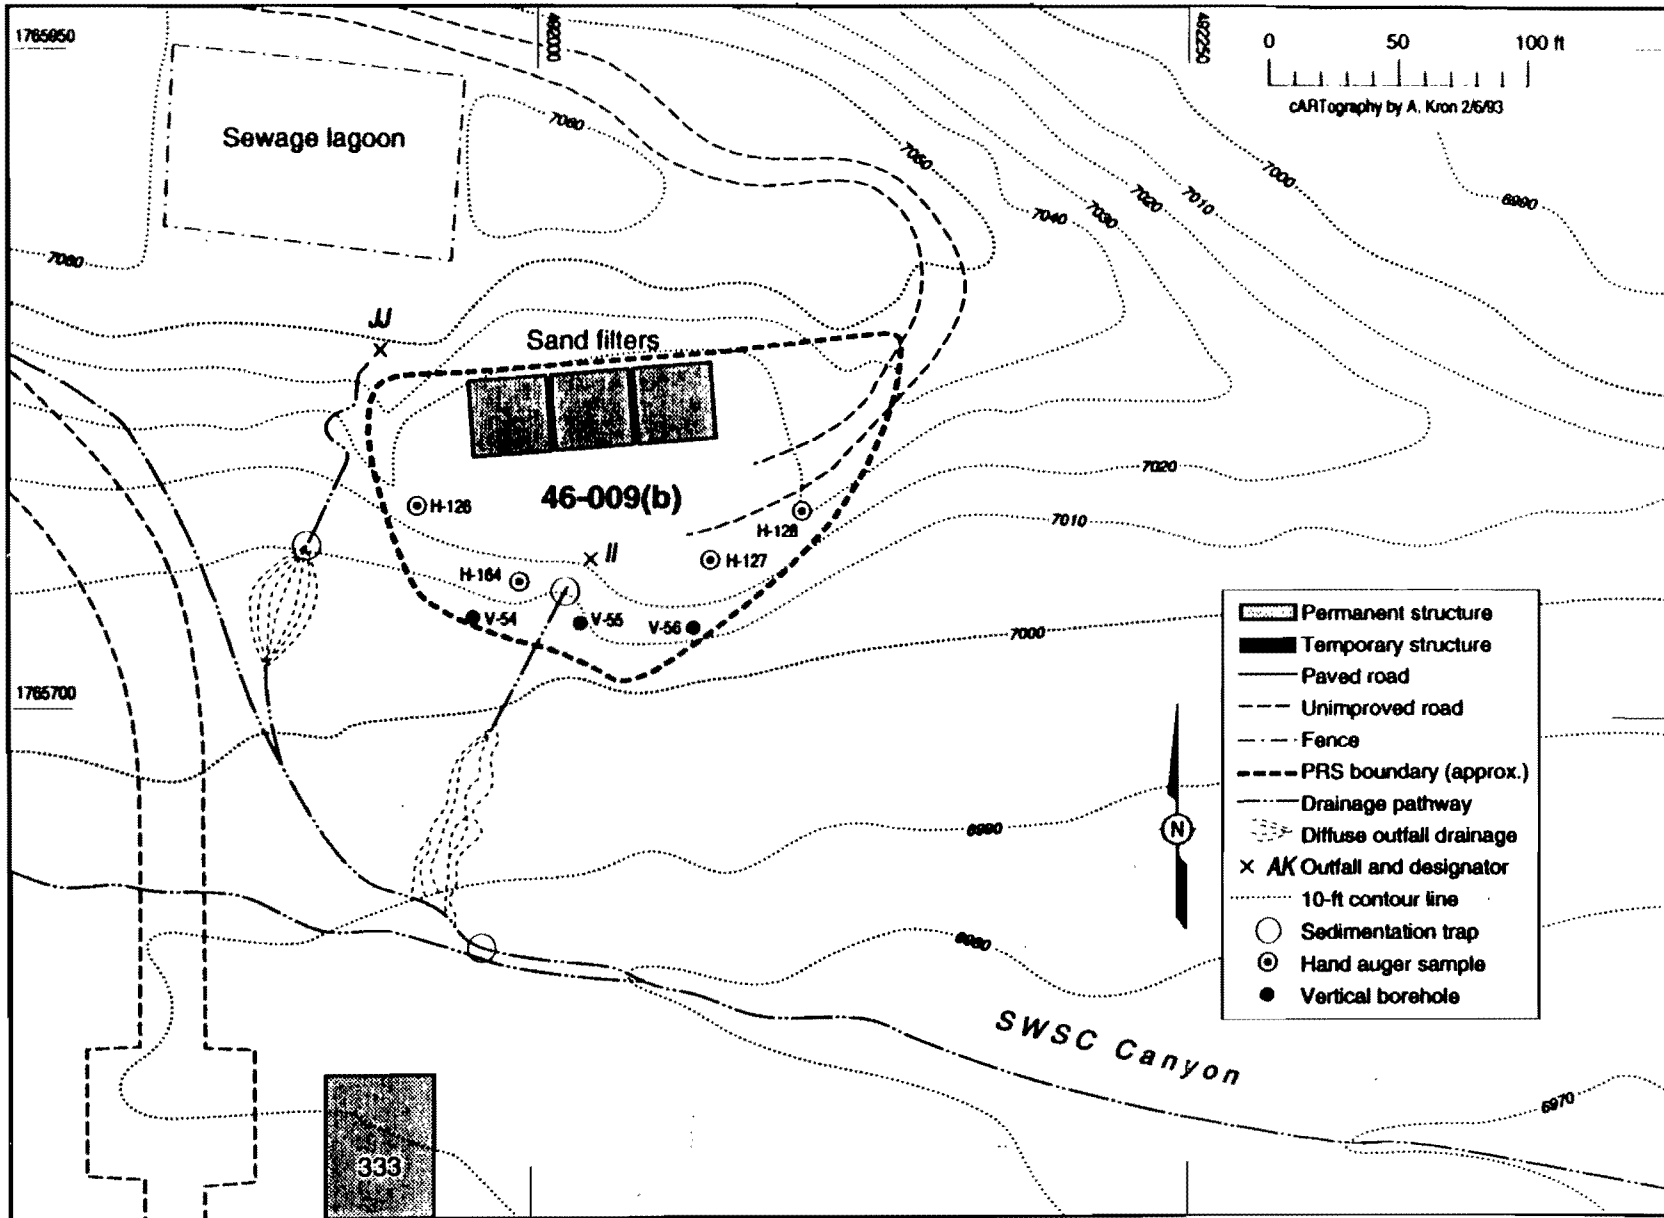 1765950
492000
492250
0 50 100 ft
cARTography by A. Kron 2/6/93
Sewage lagoon
7080
7060
7000
6990
7040
7030
7020
7010
7080
JJ
Sand filters
46-009(b)
7020
7010
H-126
H-128
II
H-127
H-164
V-54
V-55
V-56
7000
1765700
6990
6980
N
Permanent structure
Temporary structure
Paved road
Unimproved road
Fence
PRS boundary (approx.)
Drainage pathway
Diffuse outfall drainage
AK Outfall and designator
10-ft contour line
Sedimentation trap
Hand auger sample
Vertical borehole
SWSC Canyon
6970
333